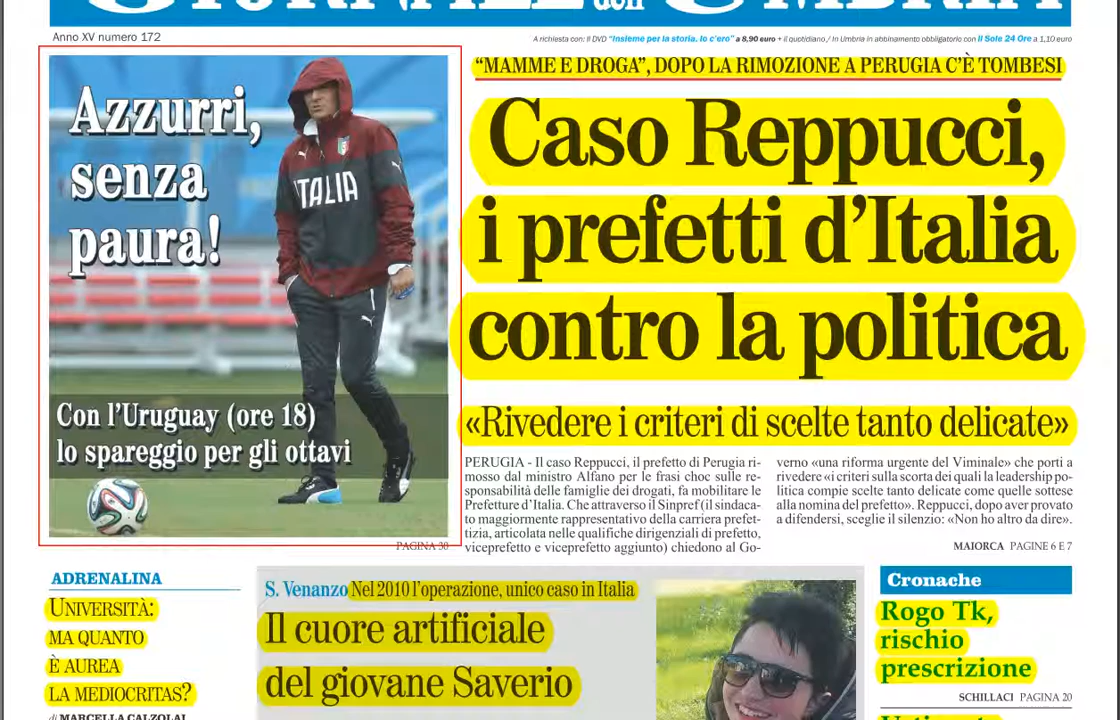 GIORNALE dell'UMBRIA
Anno XV numero 172
A richiesta con: Il DVD "Insieme per la storia. Io c'ero" a 8,90 euro + il quotidiano./ In Umbria in abbinamento obbligatorio con Il Sole 24 Ore a 1,10 euro
Azzurri,
senza
paura!
Con l'Uruguay (ore 18)
lo spareggio per gli ottavi
ITALIA
PAGINA 38
"MAMME E DROGA", DOPO LA RIMOZIONE A PERUGIA C'È TOMBESI
Caso Reppucci,
i prefetti d'Italia
contro la politica
«Rivedere i criteri di scelte tanto delicate»
PERUGIA - Il caso Reppucci, il prefetto di Perugia ri-
mosso dal ministro Alfano per le frasi choc sulle re-
sponsabilità delle famiglie dei drogati, fa mobilitare le
Prefetture d'Italia. Che attraverso il Sinpref (il sindaca-
to maggiormente rappresentativo della carriera prefet-
tizia, articolata nelle qualifiche dirigenziali di prefetto,
viceprefetto e viceprefetto aggiunto) chiedono al Go-
verno «una riforma urgente del Viminale» che porti a
rivedere «i criteri sulla scorta dei quali la leadership po-
litica compie scelte tanto delicate come quelle sottese
alla nomina del prefetto». Reppucci, dopo aver provato
a difendersi, sceglie il silenzio: «Non ho altro da dire».
MAIORCA PAGINE 6 E 7
ADRENALINA
UNIVERSITÀ:
MA QUANTO
È AUREA
LA MEDIOCRITAS?
di MARCELLA CALZOLAI
S. Venanzo Nel 2010 l'operazione, unico caso in Italia
Il cuore artificiale
del giovane Saverio
Cronache
Rogo Tk,
rischio
prescrizione
SCHILLACI PAGINA 20